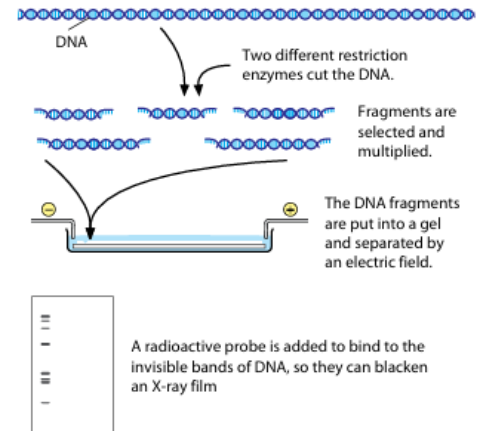 DNA
Two different restriction
enzymes cut the DNA.
Fragments are
selected and
multiplied.
The DNA fragments
are put into a gel
and separated by
an electric field.
A radioactive probe is added to bind to the
invisible bands of DNA, so they can blacken
an X-ray film